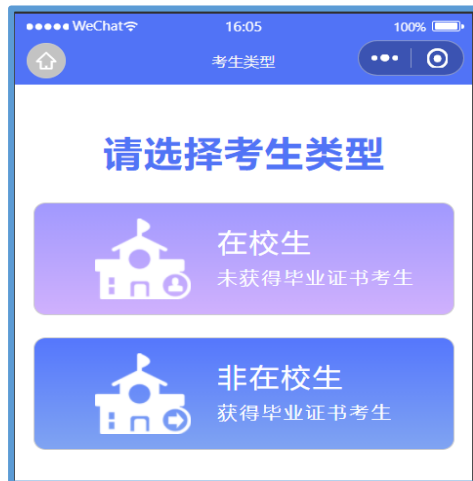 WeChat 16:05 100%
考生类型
请选择考生类型
在校生
未获得毕业证书考生
非在校生
获得毕业证书考生